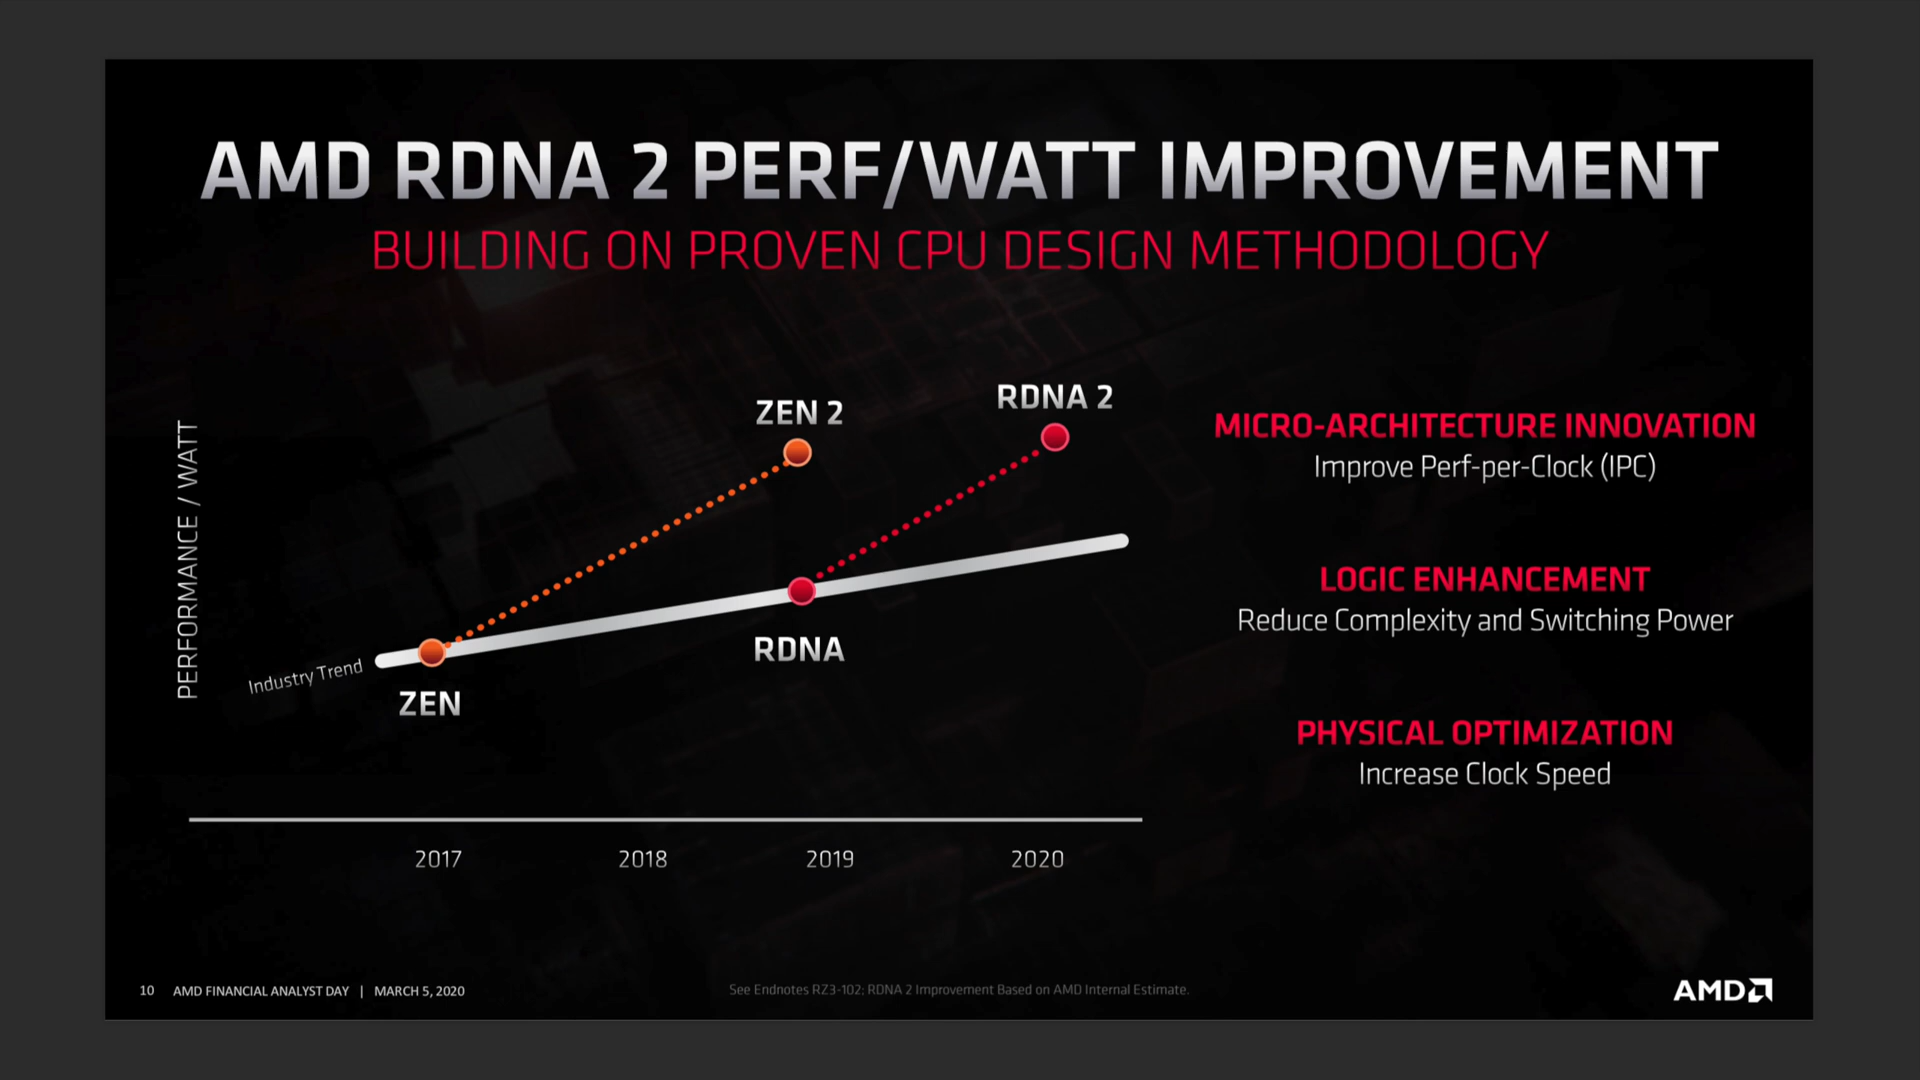 AMD RDNA 2 PERF/WATT IMPROVEMENT
BUILDING ON PROVEN CPU DESIGN METHODOLOGY
PERFORMANCE / WATT
ZEN 2
RDNA 2
Industry Trend
ZEN
RDNA
2017
2018
2019
2020
MICRO-ARCHITECTURE INNOVATION
Improve Perf-per-Clock (IPC)
LOGIC ENHANCEMENT
Reduce Complexity and Switching Power
PHYSICAL OPTIMIZATION
Increase Clock Speed
10 AMD FINANCIAL ANALYST DAY | MARCH 5, 2020
See Endnotes RZ3-102; RDNA 2 Improvement Based on AMD Internal Estimate.
AMD